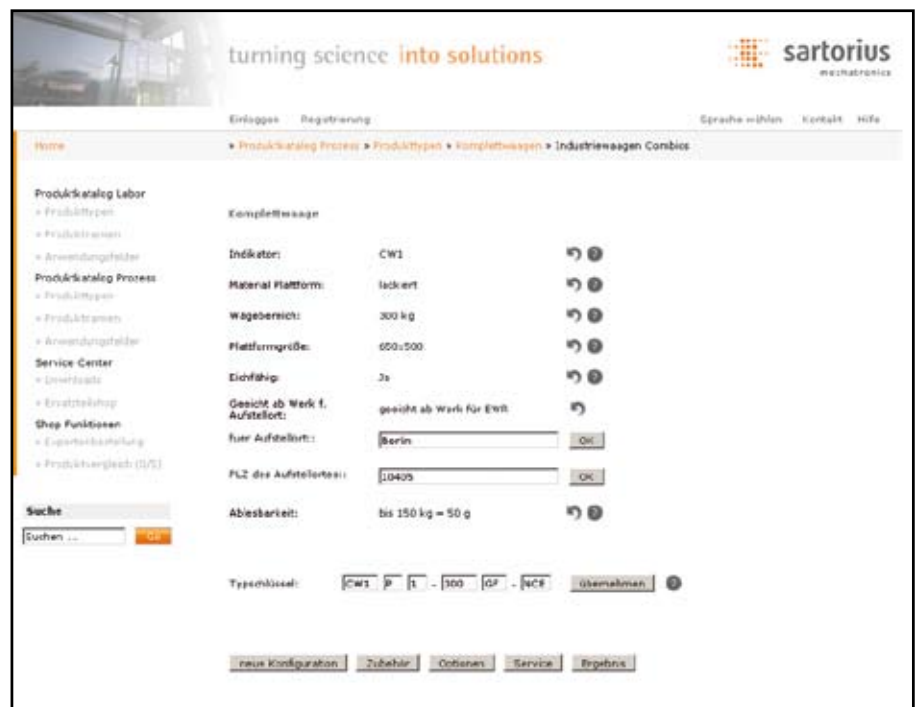 turning science into solutions
sartorius
mechatronics
Einloggen Registrierung Sprache wählen Kontakt Hilfe
Home
» Produktkatalog Prozess » Produkttypen » Komplettwaagen » Industriewaagen Combics
Produktkatalog Labor
» Produkttypen
» Produktnamen
» Anwendungsfelder
Produktkatalog Prozess
» Produkttypen
» Produktnamen
» Anwendungsfelder
Service Center
» Downloads
» Ersatzteilshop
Shop Funktionen
» Expertenbestellung
» Produktvergleich (0/5)
Suche
Suchen ... Go
Komplettwaage
Indikator: CW1
Material Plattform: lackiert
Wägebereich: 300 kg
Plattformgröße: 650x500
Eichfähig: Ja
Geeicht ab Werk f. Aufstellort: geeicht ab Werk für EWR
fuer Aufstellort:: Berlin OK
PLZ des Aufstellortes:: 10405 OK
Ablesbarkeit: bis 150 kg = 50 g
Typschlüssel: CW1 P 1 - 300 GF - NCE übernehmen
neue Konfiguration Zubehör Optionen Service Ergebnis